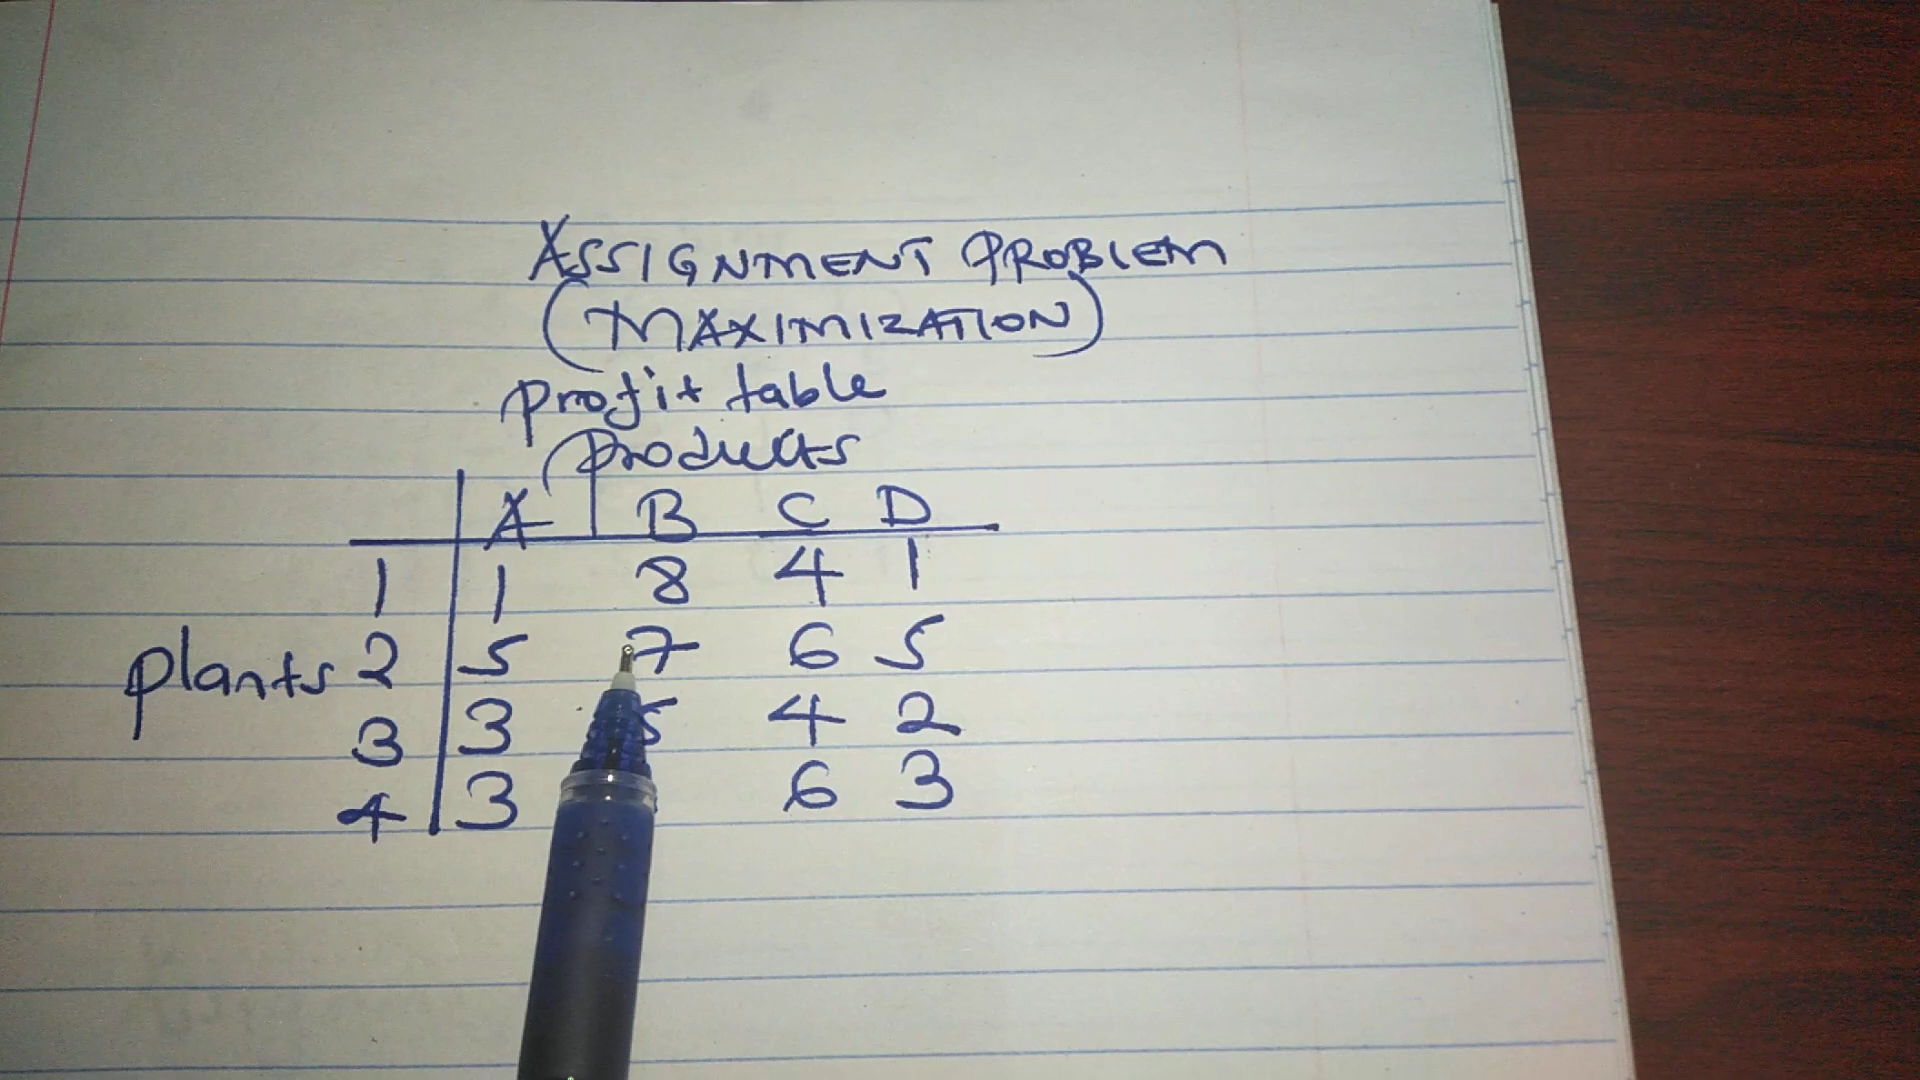 ASSIGNMENT PROBLEM
(MAXIMIZATION)
Profit table
Products
A B C D
1 1 8 4 1
Plants 2 5 7 6 5
3 3 5 4 2
4 3 6 3